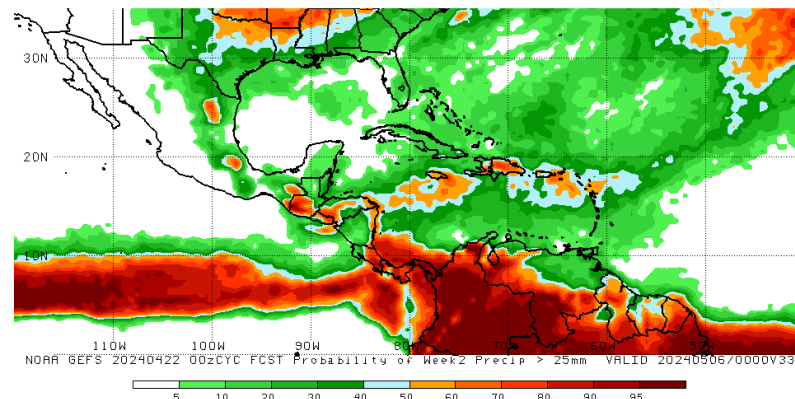 30N
20N
10N
110W 100W 90W 80W 70W 60W 50W
NOAA GEFS 20240422 00zCYC FCST Probability of Week2 Precip > 25mm VALID 20240506/0000V33
5 10 20 30 40 50 60 70 80 90 95